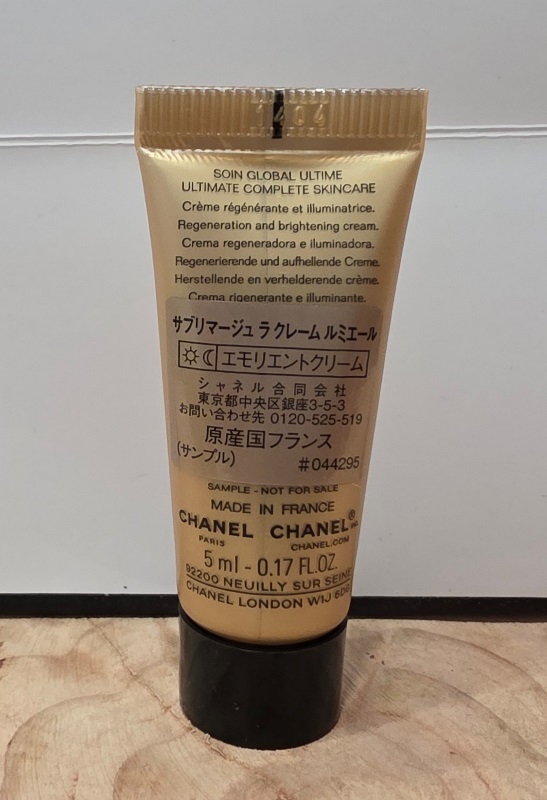 1404
SOIN GLOBAL ULTIME
ULTIMATE COMPLETE SKINCARE
Crème régénérante et illuminatrice.
Regeneration and brightening cream.
Crema regeneradora e iluminadora.
Regenerierende und aufhellende Creme.
Herstellende en verhelderende crème.
Crema rigenerante e illuminante.
サブリマージュ ラ クレーム ルミエール
エモリエントクリーム
シャネル合同会社
東京都中央区銀座3-5-3
お問い合わせ先 0120-525-519
原産国フランス
(サンプル) #044295
SAMPLE - NOT FOR SALE
MADE IN FRANCE
CHANEL CHANEL® INC.
PARIS CHANEL.COM
5 ml - 0.17 FL.OZ.
92200 NEUILLY SUR SEINE
CHANEL LONDON W1J 6DG